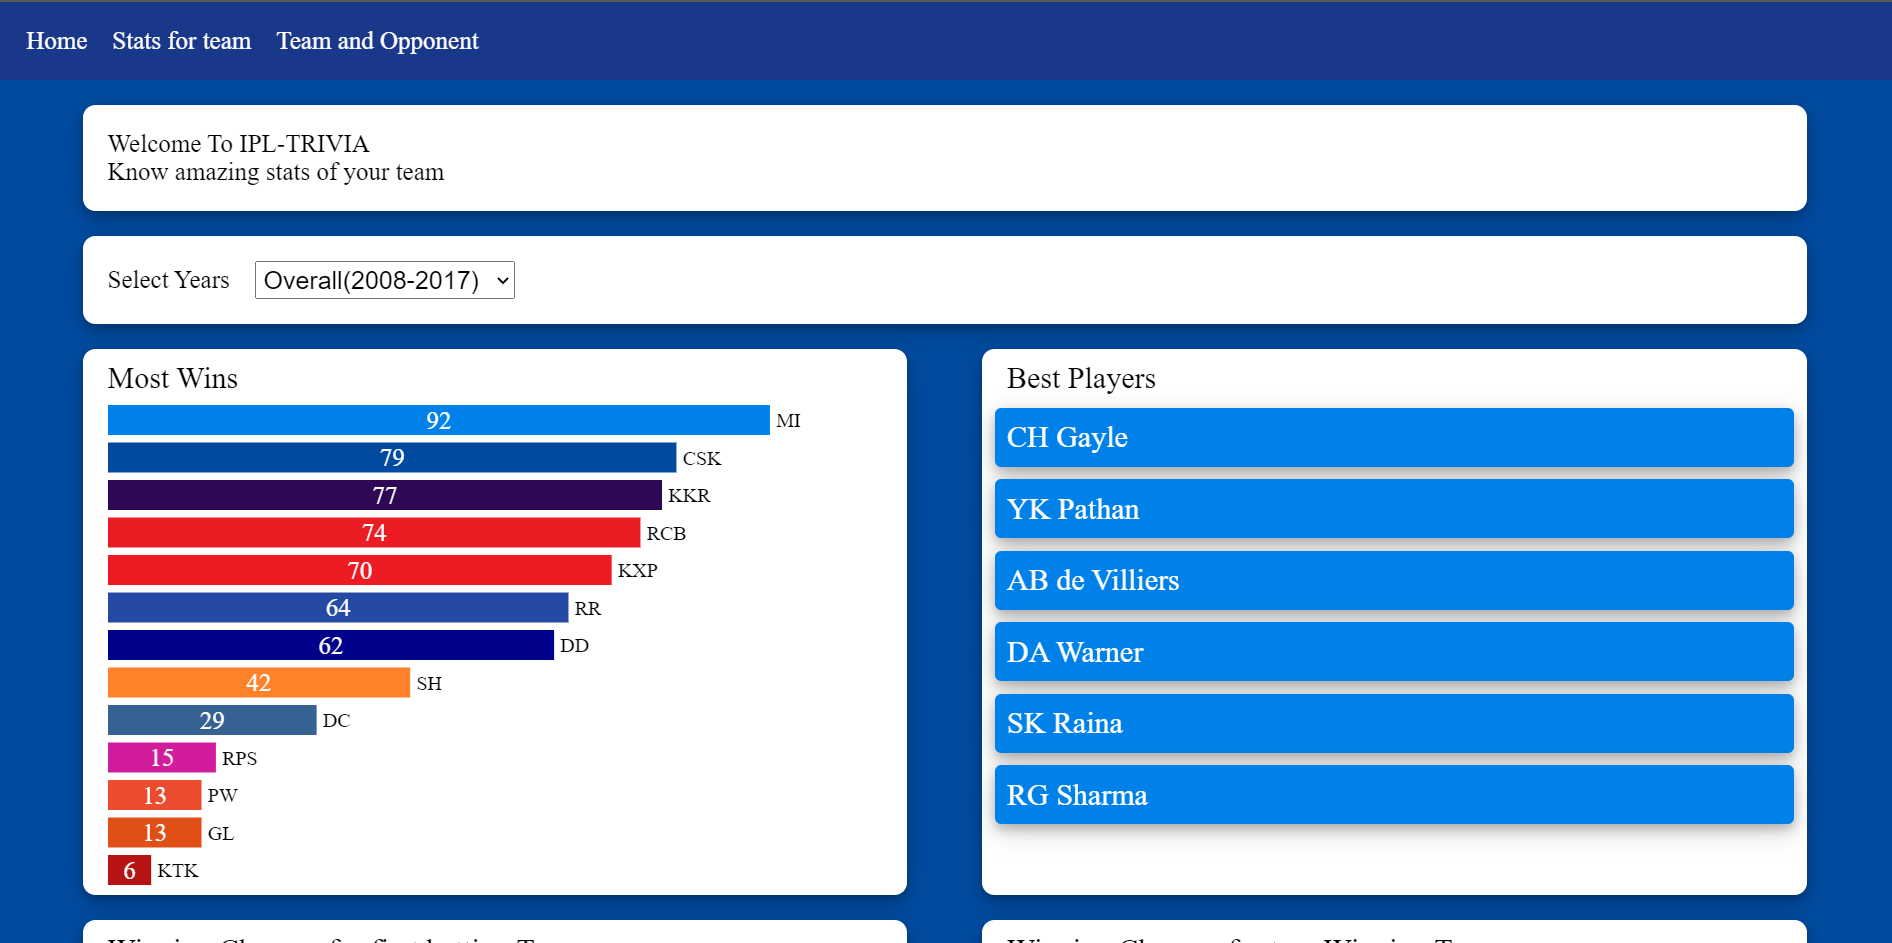 Home Stats for team Team and Opponent
Welcome To IPL-TRIVIA
Know amazing stats of your team
Select Years Overall(2008-2017)
Most Wins
92 MI
79 CSK
77 KKR
74 RCB
70 KXP
64 RR
62 DD
42 SH
29 DC
15 RPS
13 PW
13 GL
6 KTK
Best Players
CH Gayle
YK Pathan
AB de Villiers
DA Warner
SK Raina
RG Sharma